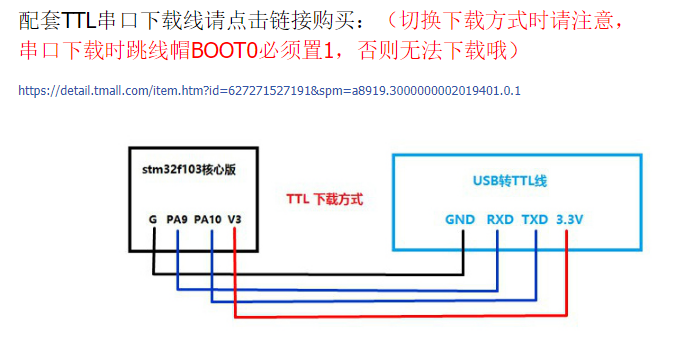 配套TTL串口下载线请点击链接购买：（切换下载方式时请注意，
串口下载时跳线帽BOOT0必须置1，否则无法下载哦）
https://detail.tmall.com/item.htm?id=627271527191&spm=a8919.3000000002019401.0.1
stm32f103核心版
USB转TTL线
TTL 下载方式
G PA9 PA10 V3
GND RXD TXD 3.3V